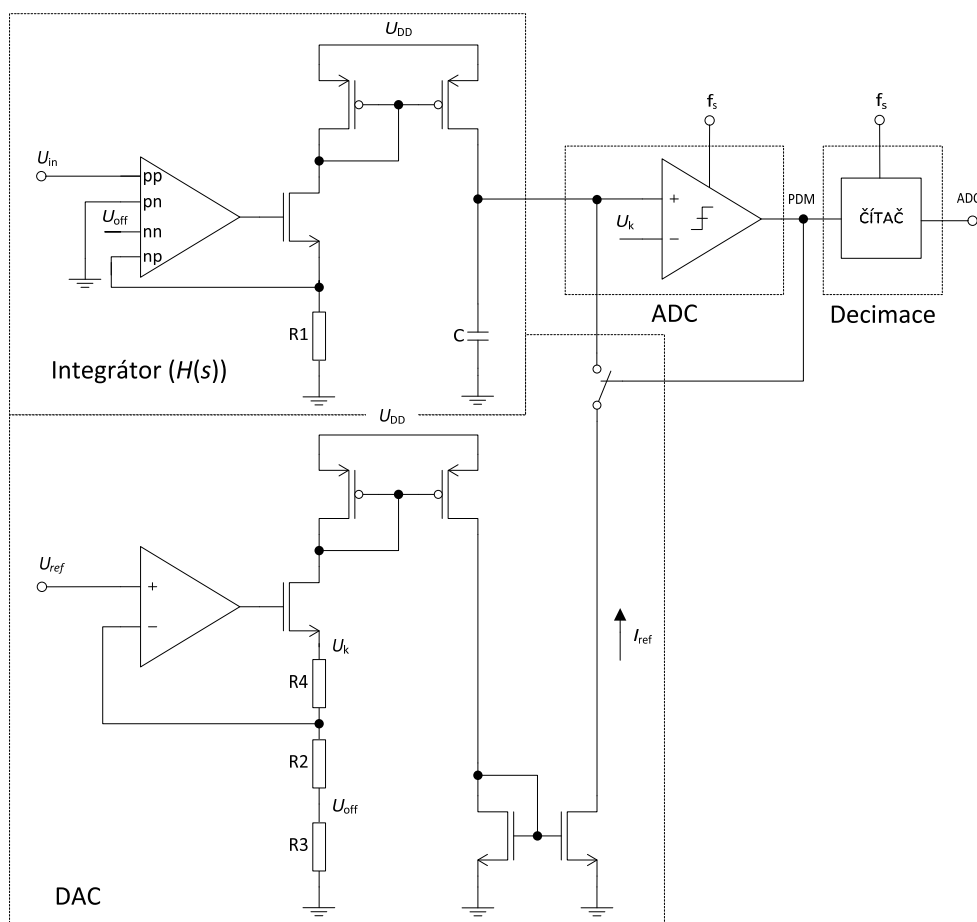 U_DD
f_s
f_s
U_in
pp
pn
U_off
nn
np
+
U_k
−
PDM
ČÍTAČ
ADC
ADC
Decimace
R1
C
Integrátor (H(s))
U_DD
U_ref
+
−
U_k
I_ref
R4
R2
U_off
R3
DAC